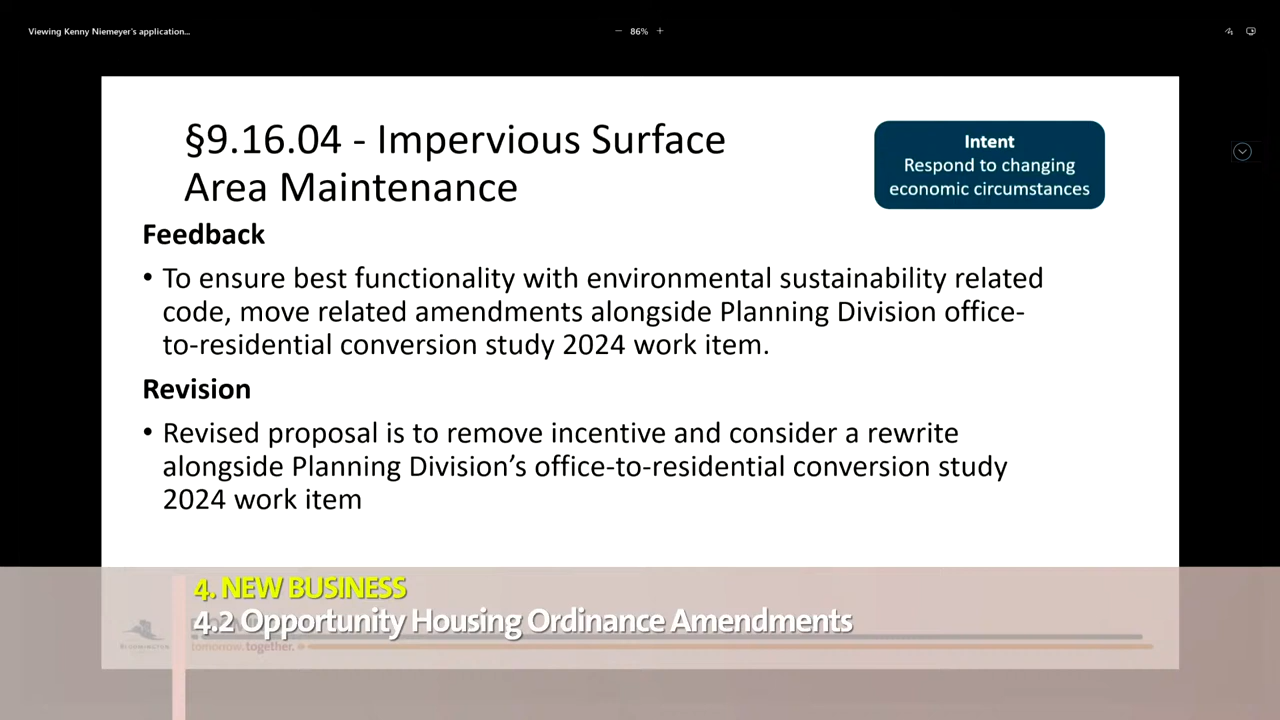 Viewing Kenny Niemeyer's application...
− 86% +
§9.16.04 - Impervious Surface
Area Maintenance
Intent
Respond to changing
economic circumstances
Feedback
• To ensure best functionality with environmental sustainability related
code, move related amendments alongside Planning Division office-
to-residential conversion study 2024 work item.
Revision
• Revised proposal is to remove incentive and consider a rewrite
alongside Planning Division’s office-to-residential conversion study
2024 work item
4. NEW BUSINESS
4.2 Opportunity Housing Ordinance Amendments
BLOOMINGTON
tomorrow.together.